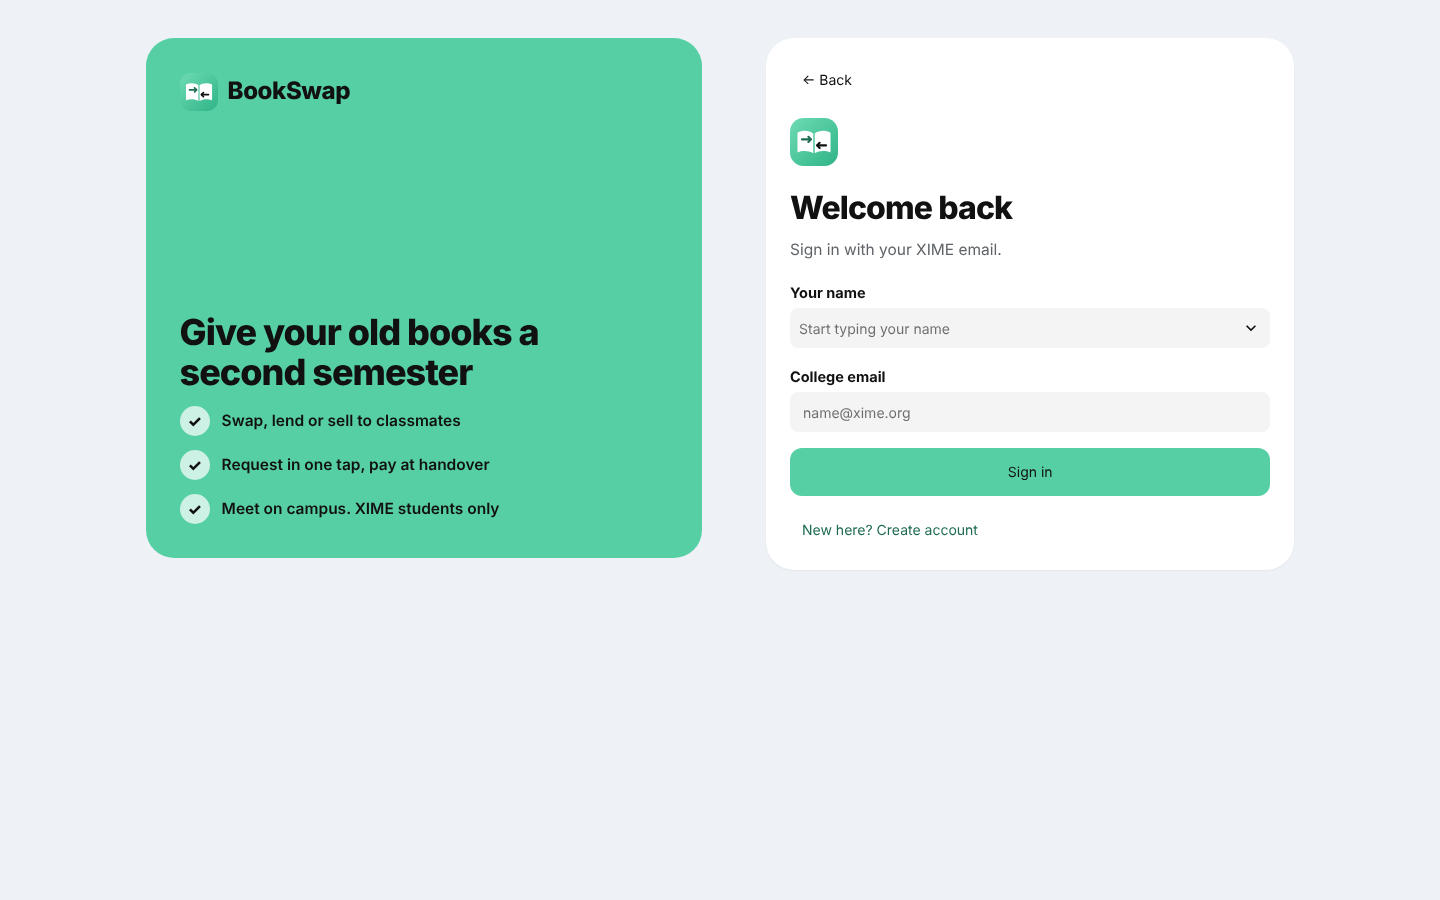 BookSwap
Give your old books a
second semester
Swap, lend or sell to classmates
Request in one tap, pay at handover
Meet on campus. XIME students only
← Back
Welcome back
Sign in with your XIME email.
Your name
Start typing your name
College email
name@xime.org
Sign in
New here? Create account